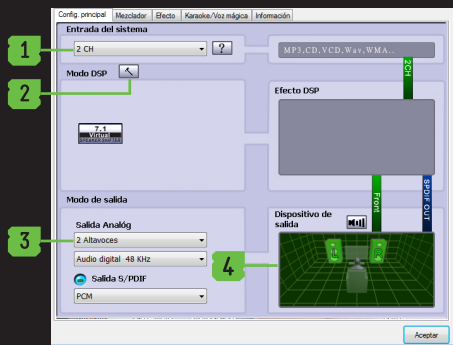 Config. principal Mezclador Efecto Karaoke/Voz mágica Información
Entrada del sistema
1
2 CH
?
MP3,CD,VCD,Wav,WMA..
2CH
2
Modo DSP
Efecto DSP
7.1
Virtual
SPEAKER SHIFTER
Front
SPDIF OUT
Modo de salida
Salida Analóg
Dispositivo de
salida
3
2 Altavoces
Audio digital 48 KHz
4
Salida S/PDIF
PCM
L
R
Aceptar